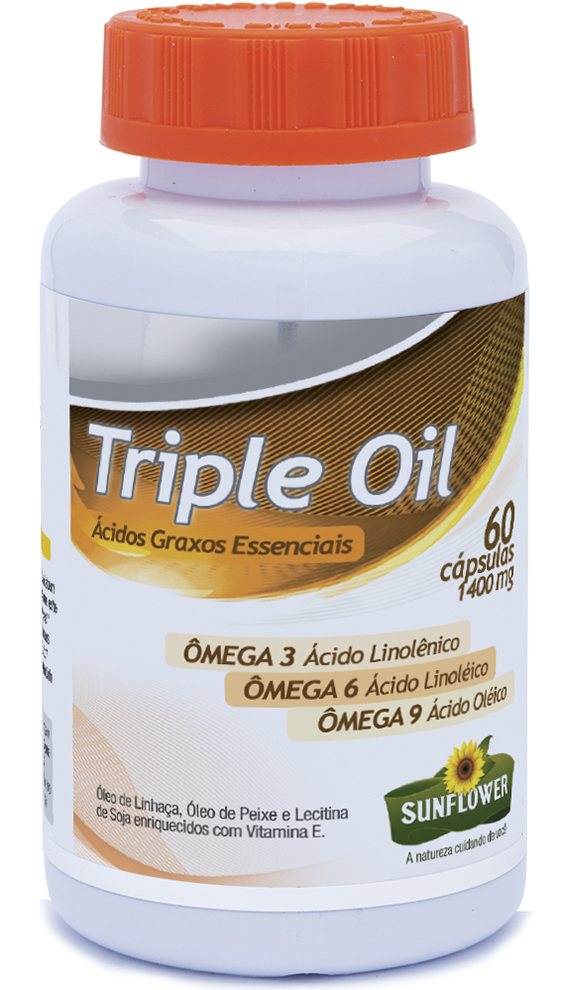 Triple Oil
Ácidos Graxos Essenciais
60
cápsulas
1400 mg
ÔMEGA 3 Ácido Linolênico
ÔMEGA 6 Ácido Linoléico
ÔMEGA 9 Ácido Oléico
Óleo de Linhaça, Óleo de Peixe e Lecitina
de Soja enriquecidos com Vitamina E.
SUNFLOWER
A natureza cuidando de você